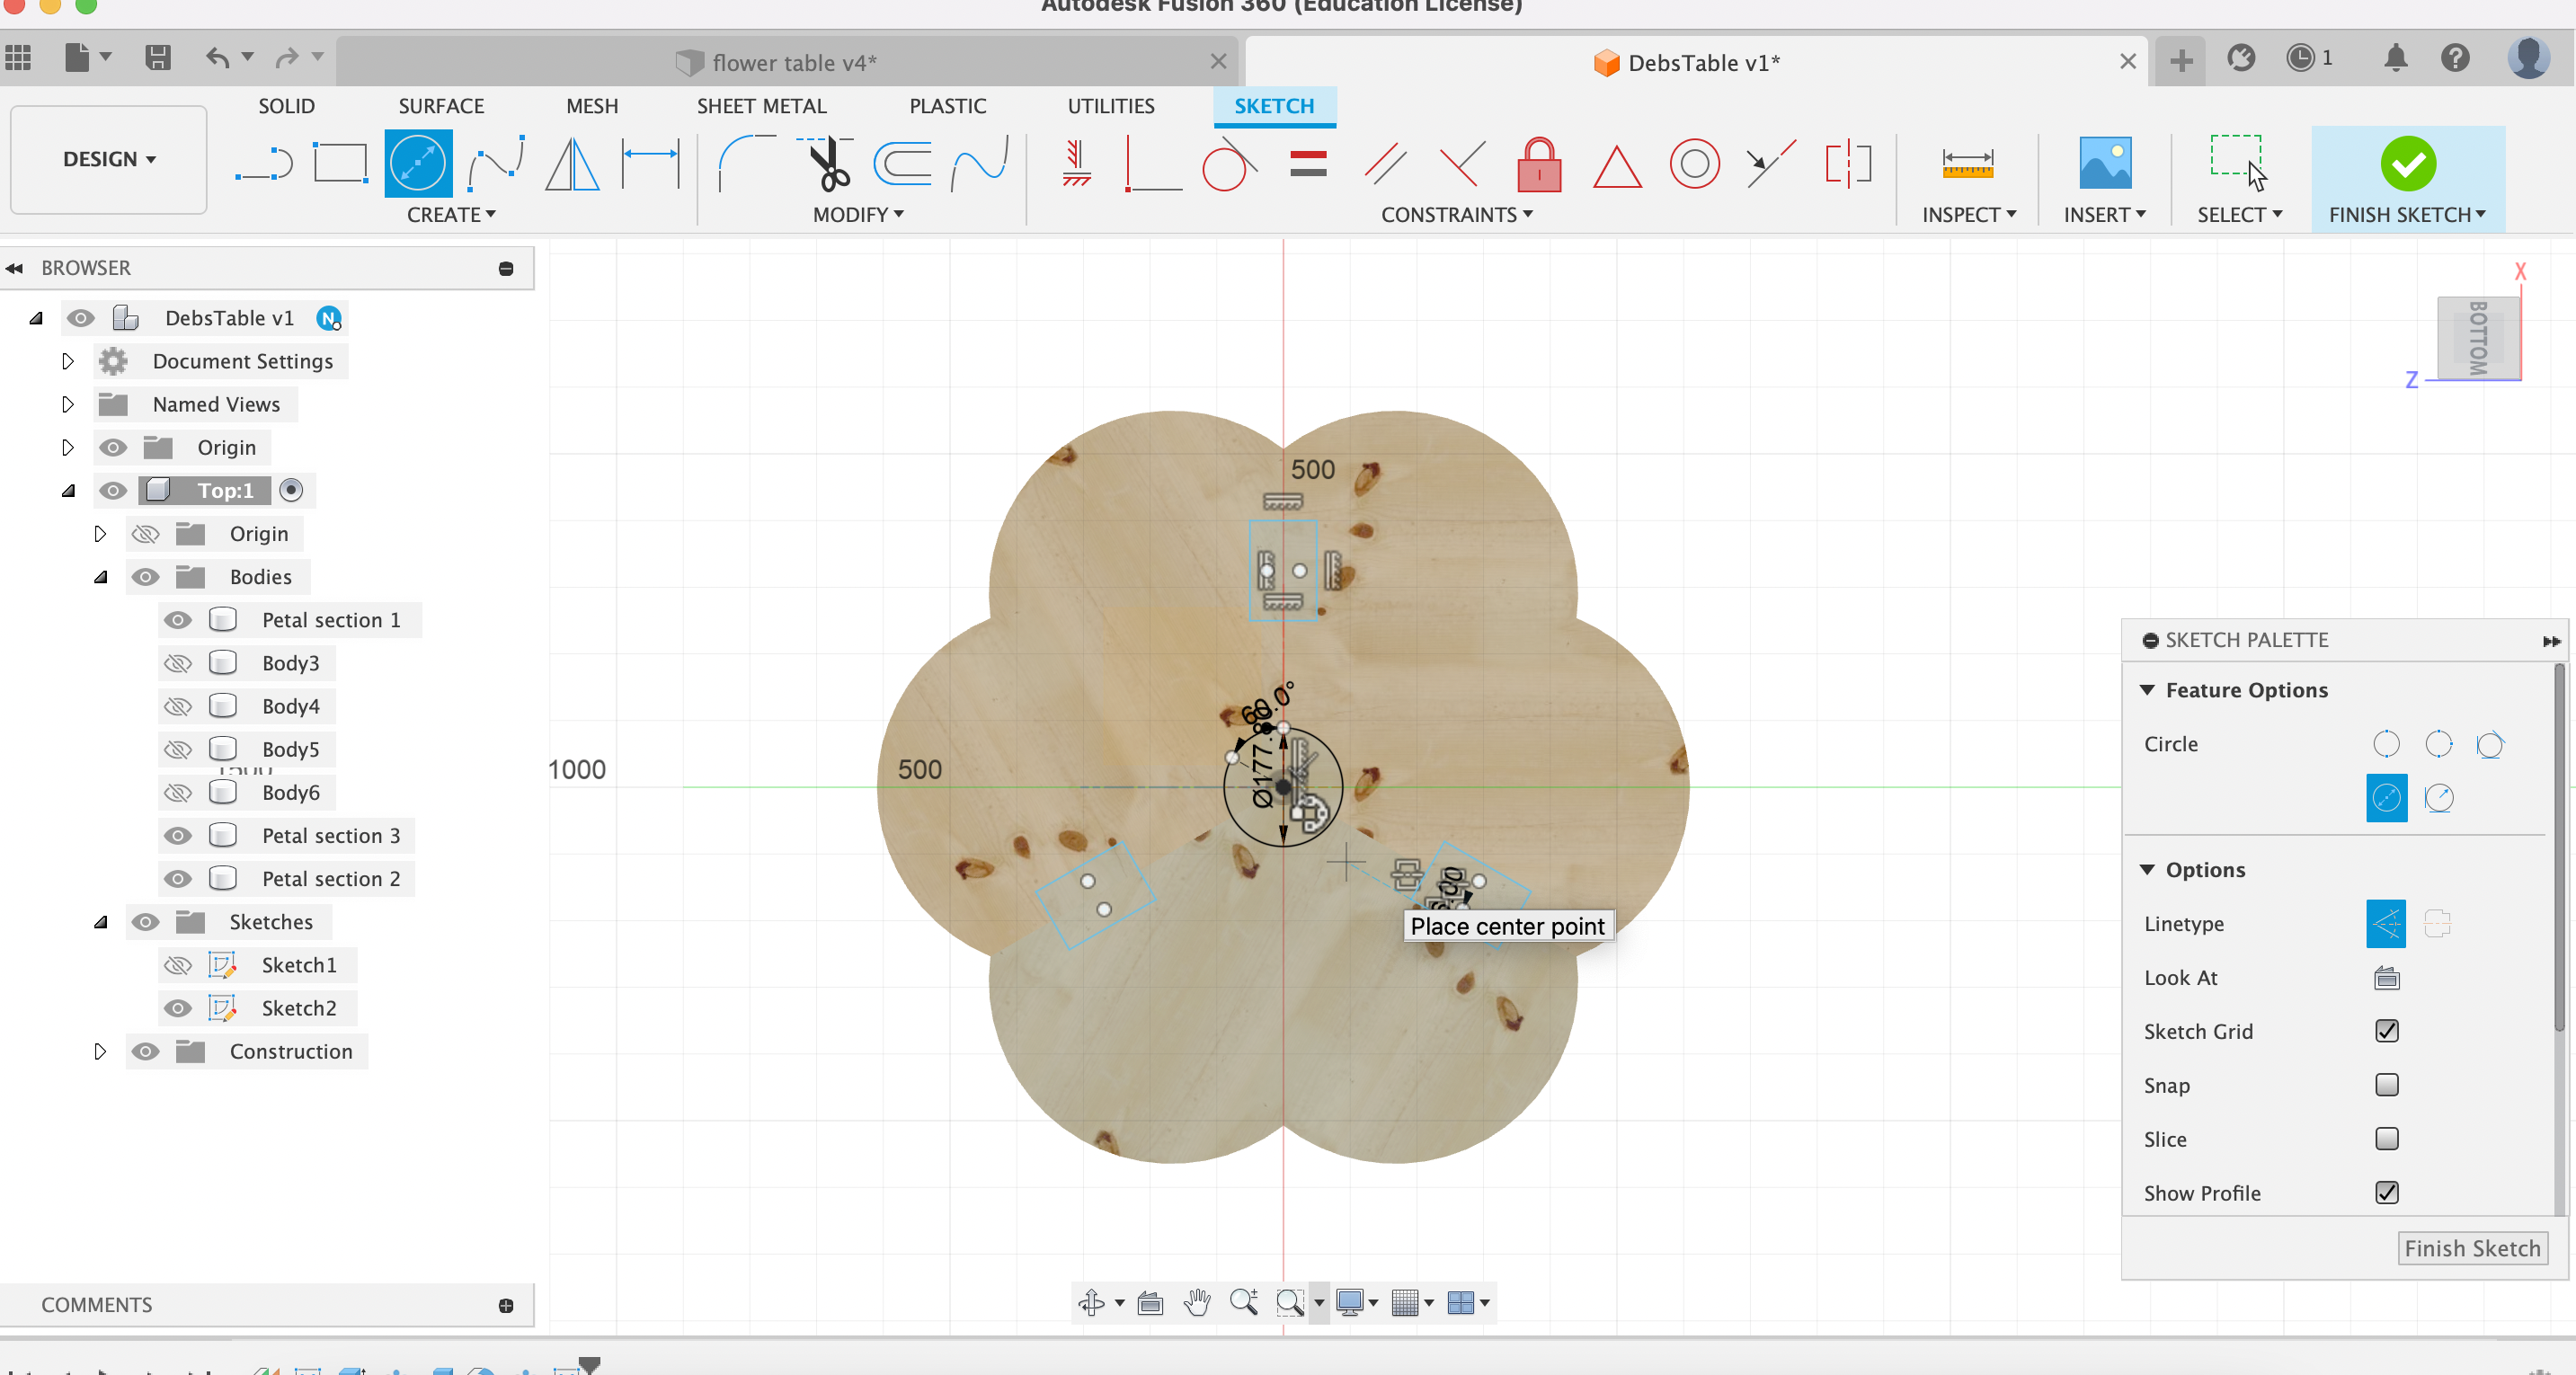 Autodesk Fusion 360 (Education License)
flower table v4*
DebsTable v1*
1
DESIGN
SOLID
SURFACE
MESH
SHEET METAL
PLASTIC
UTILITIES
SKETCH
CREATE
MODIFY
CONSTRAINTS
INSPECT
INSERT
SELECT
FINISH SKETCH
BROWSER
DebsTable v1
N
Document Settings
Named Views
Origin
Top:1
Origin
Bodies
Petal section 1
Body3
Body4
Body5
Body6
Petal section 3
Petal section 2
Sketches
Sketch1
Sketch2
Construction
COMMENTS
X
BOTTOM
Z
500
1000
500
Place center point
SKETCH PALETTE
Feature Options
Circle
Options
Linetype
Look At
Sketch Grid
Snap
Slice
Show Profile
Finish Sketch